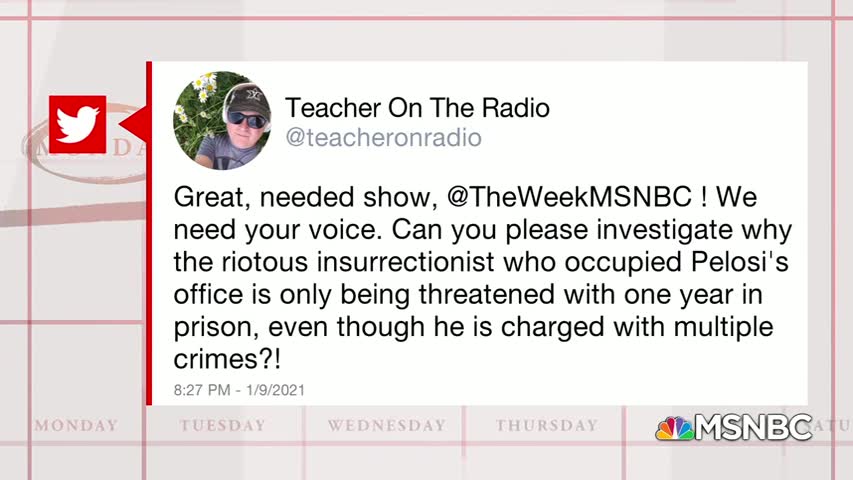 Teacher On The Radio
@teacheronradio
Great, needed show, @TheWeekMSNBC ! We
need your voice. Can you please investigate why
the riotous insurrectionist who occupied Pelosi's
office is only being threatened with one year in
prison, even though he is charged with multiple
crimes?!
8:27 PM - 1/9/2021
MONDAY TUESDAY WEDNESDAY THURSDAY
MSNBC